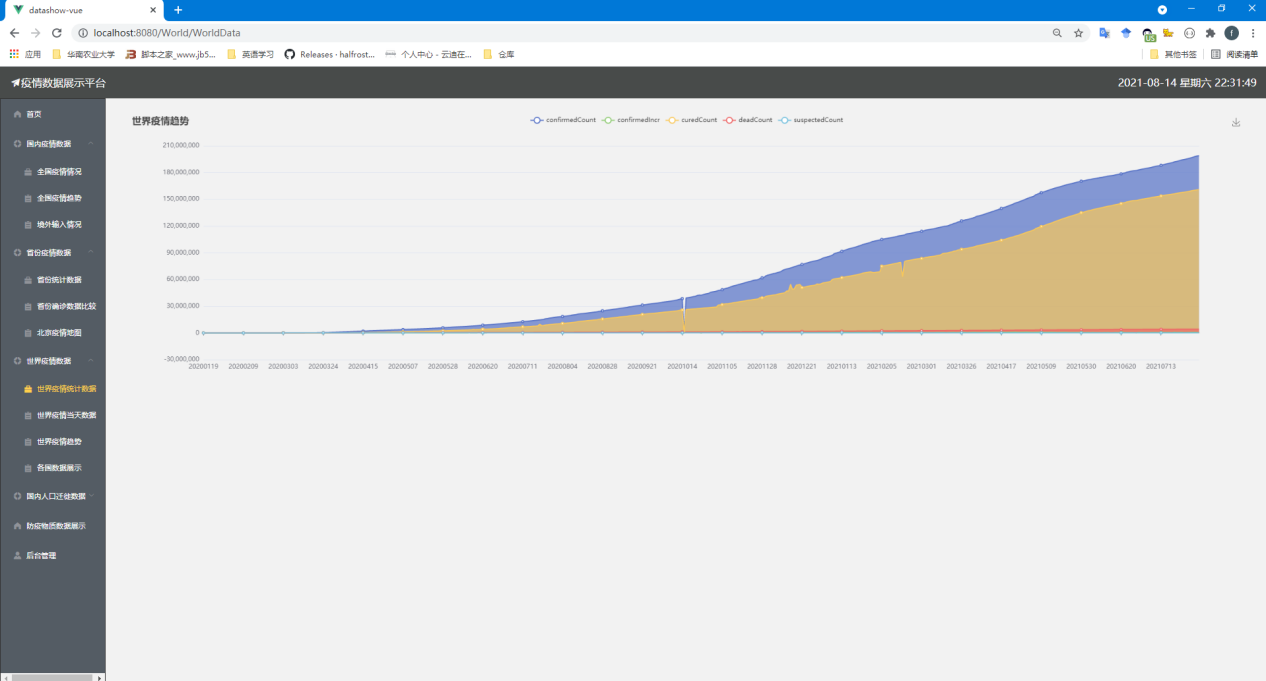 datashow-vue
localhost:8080/World/WorldData
应用 华南农业大学 脚本之家_www.jb5... 英语学习 Releases · halfrost... 个人中心 - 云迹在... 仓库 其他书签 阅读清单
疫情数据展示平台 2021-08-14 星期六 22:31:49
首页
国内疫情数据
全国疫情情况
全国疫情趋势
境外输入情况
省份疫情数据
省份统计数据
省份确诊数据比较
北京疫情地图
世界疫情数据
世界疫情统计数据
世界疫情当天数据
世界疫情趋势
各国数据展示
国内人口迁徙数据
防疫物质数据展示
后台管理
世界疫情趋势
confirmedCount confirmedIncr curedCount deadCount suspectedCount
210,000,000
180,000,000
150,000,000
120,000,000
90,000,000
60,000,000
30,000,000
0
-30,000,000
20200119 20200209 20200303 20200324 20200415 20200507 20200528 20200620 20200711 20200804 20200828 20200921 20201014 20201105 20201128 20201221 20210113 20210205 20210301 20210326 20210417 20210509 20210530 20210620 20210713